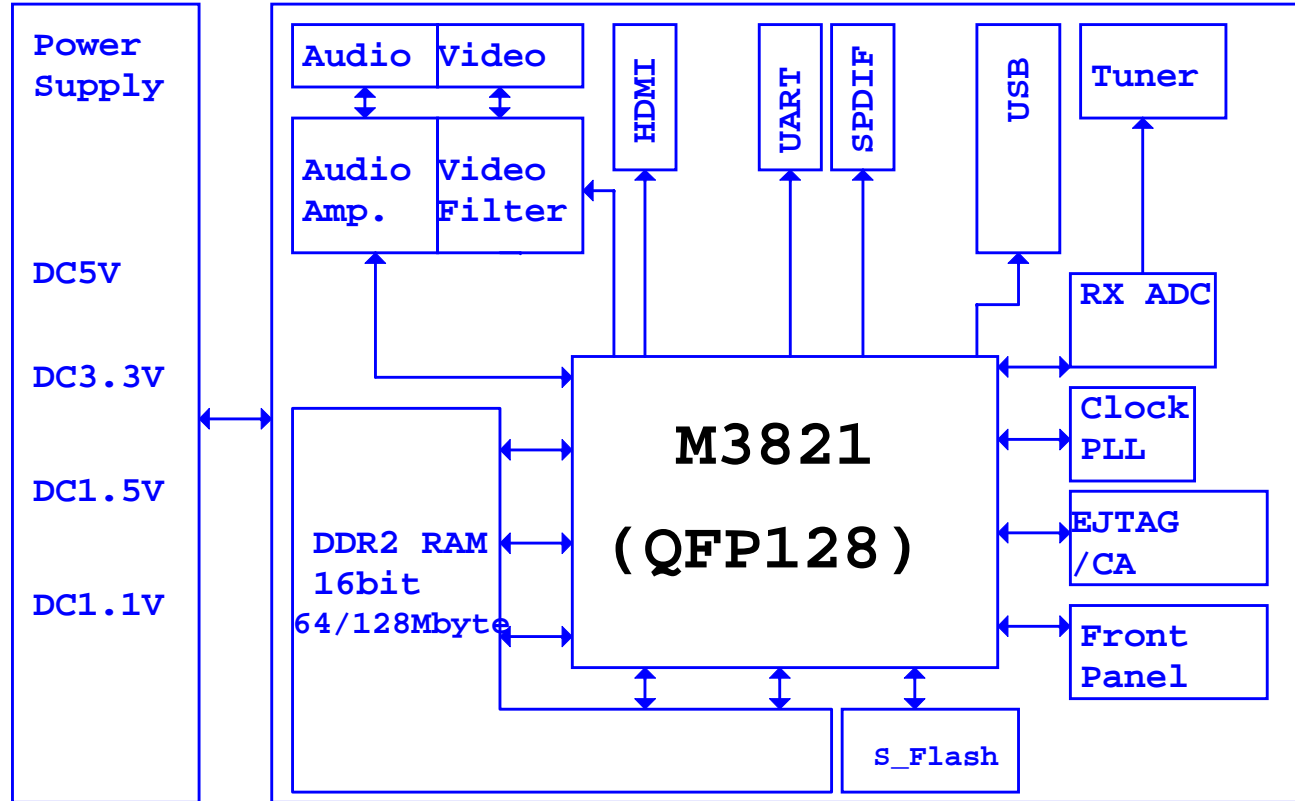 Power
Supply
DC5V
DC3.3V
DC1.5V
DC1.1V
Audio
Video
Audio
Amp.
Video
Filter
HDMI
UART
SPDIF
USB
Tuner
RX ADC
Clock
PLL
EJTAG
/CA
Front
Panel
M3821
(QFP128)
DDR2 RAM
16bit
64/128Mbyte
S_Flash